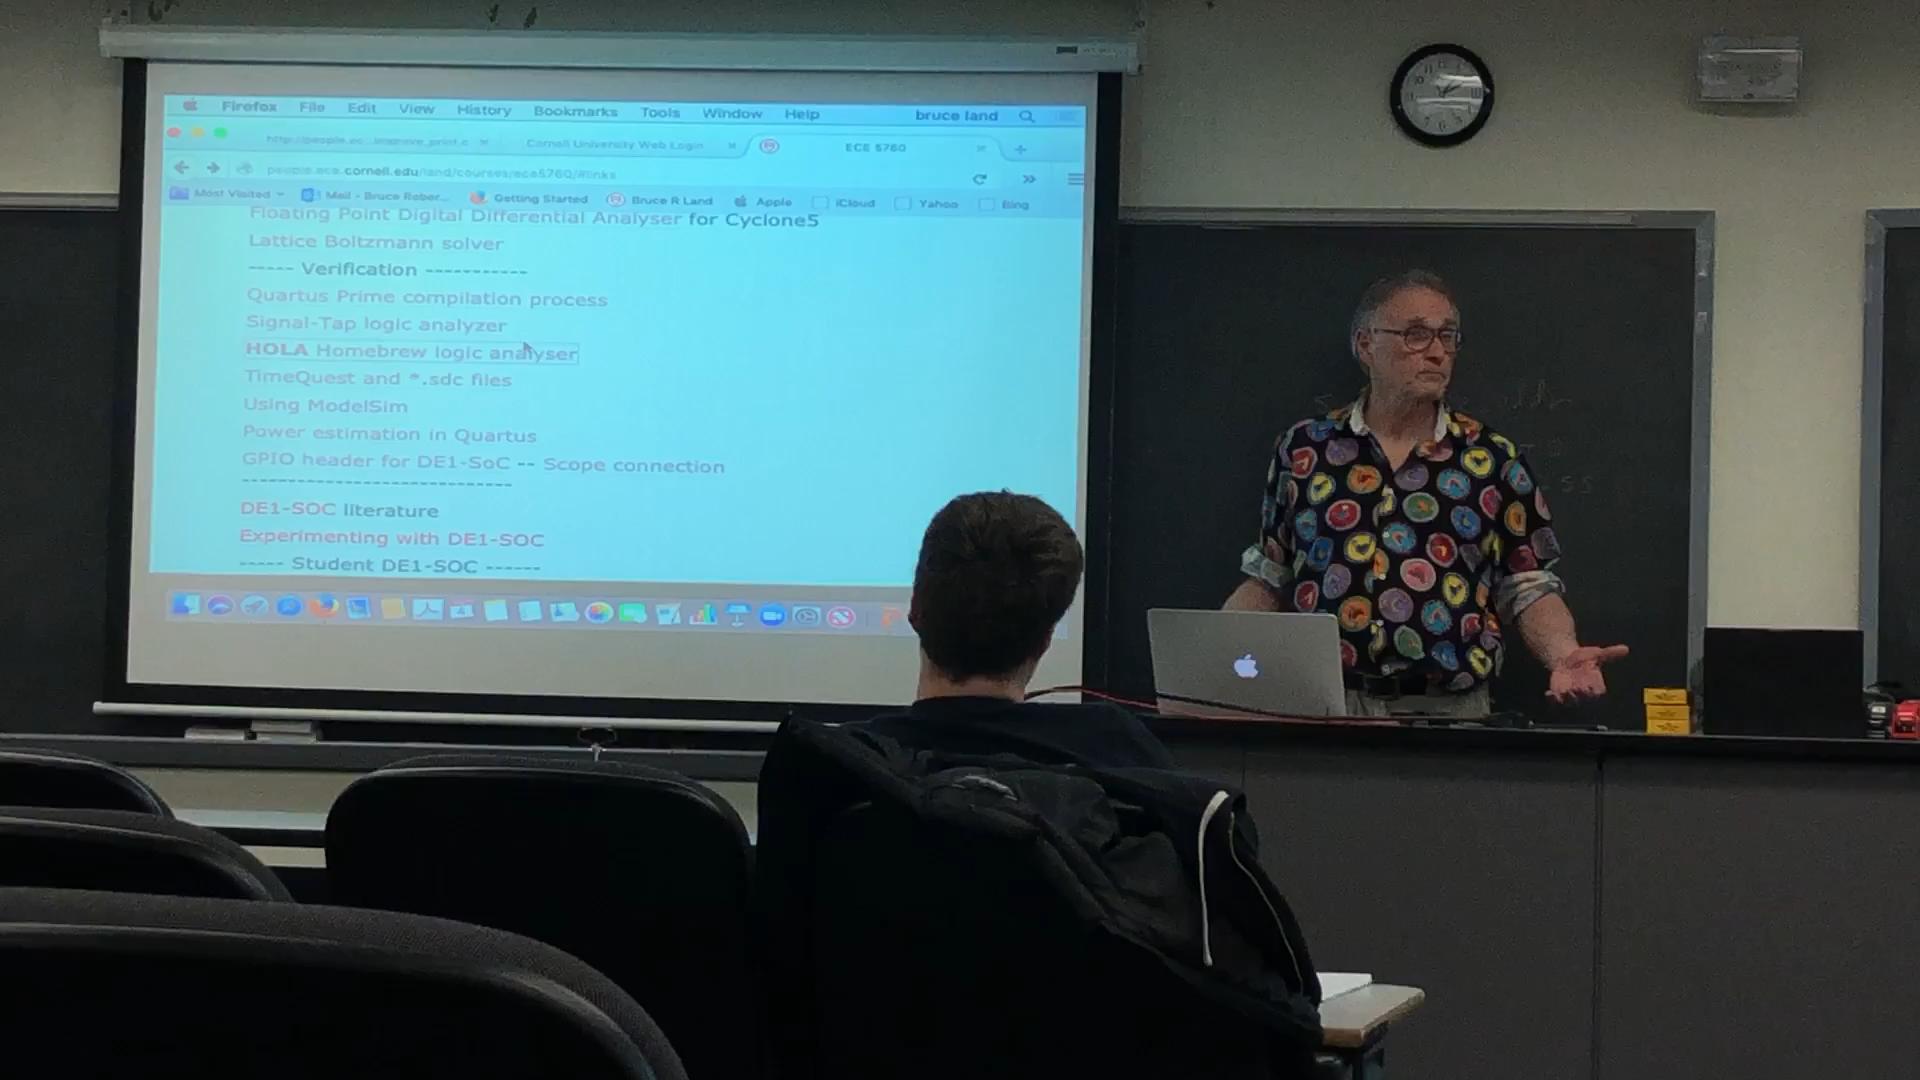 Firefox File Edit View History Bookmarks Tools Window Help bruce land
Cornell University Web Login ECE 5760
people.ece.cornell.edu/land/courses/ece5760/#links
Most Visited Mail - Bruce Rober... Getting Started Bruce R Land Apple iCloud Yahoo Bing
Floating Point Digital Differential Analyser for Cyclone5
Lattice Boltzmann solver
----- Verification -----------
Quartus Prime compilation process
Signal-Tap logic analyzer
HOLA Homebrew logic analyser
TimeQuest and *.sdc files
Using ModelSim
Power estimation in Quartus
GPIO header for DE1-SoC -- Scope connection
-----------------------------
DE1-SOC literature
Experimenting with DE1-SOC
----- Student DE1-SOC ------